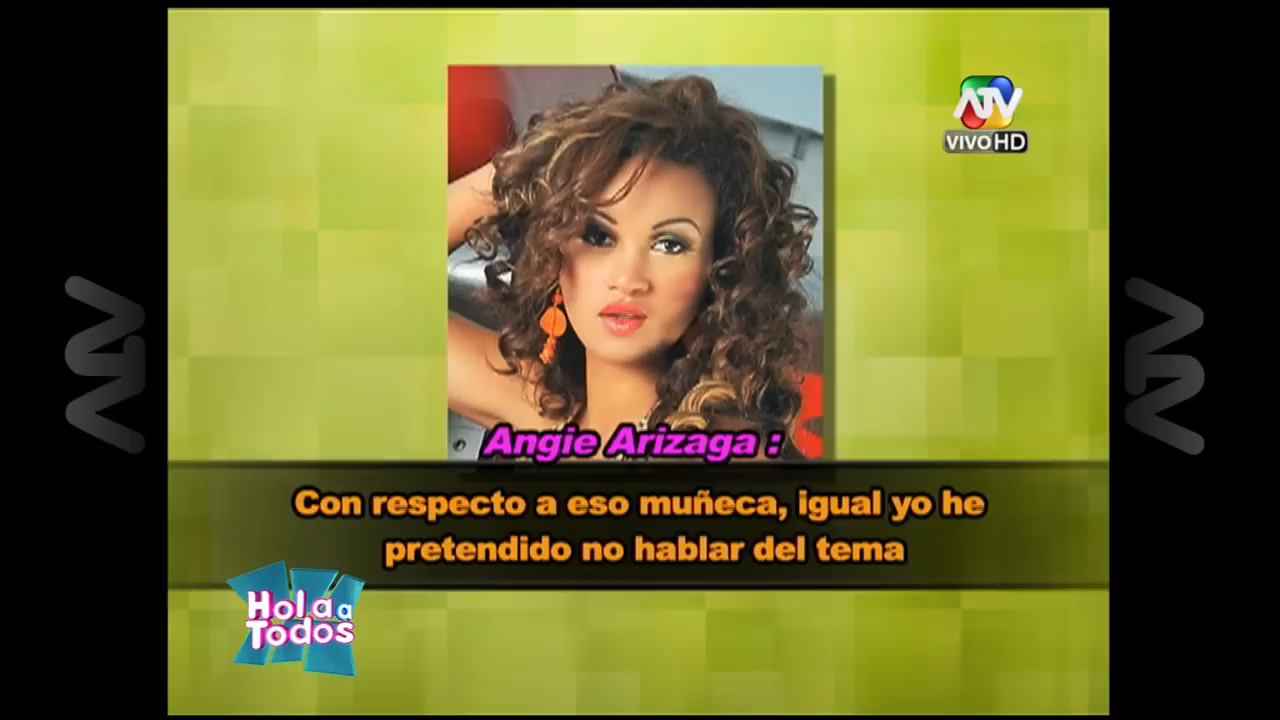 ATV
VIVO HD
Angie Arizaga :
Con respecto a eso muñeca, igual yo he
pretendido no hablar del tema
Hola a
Todos